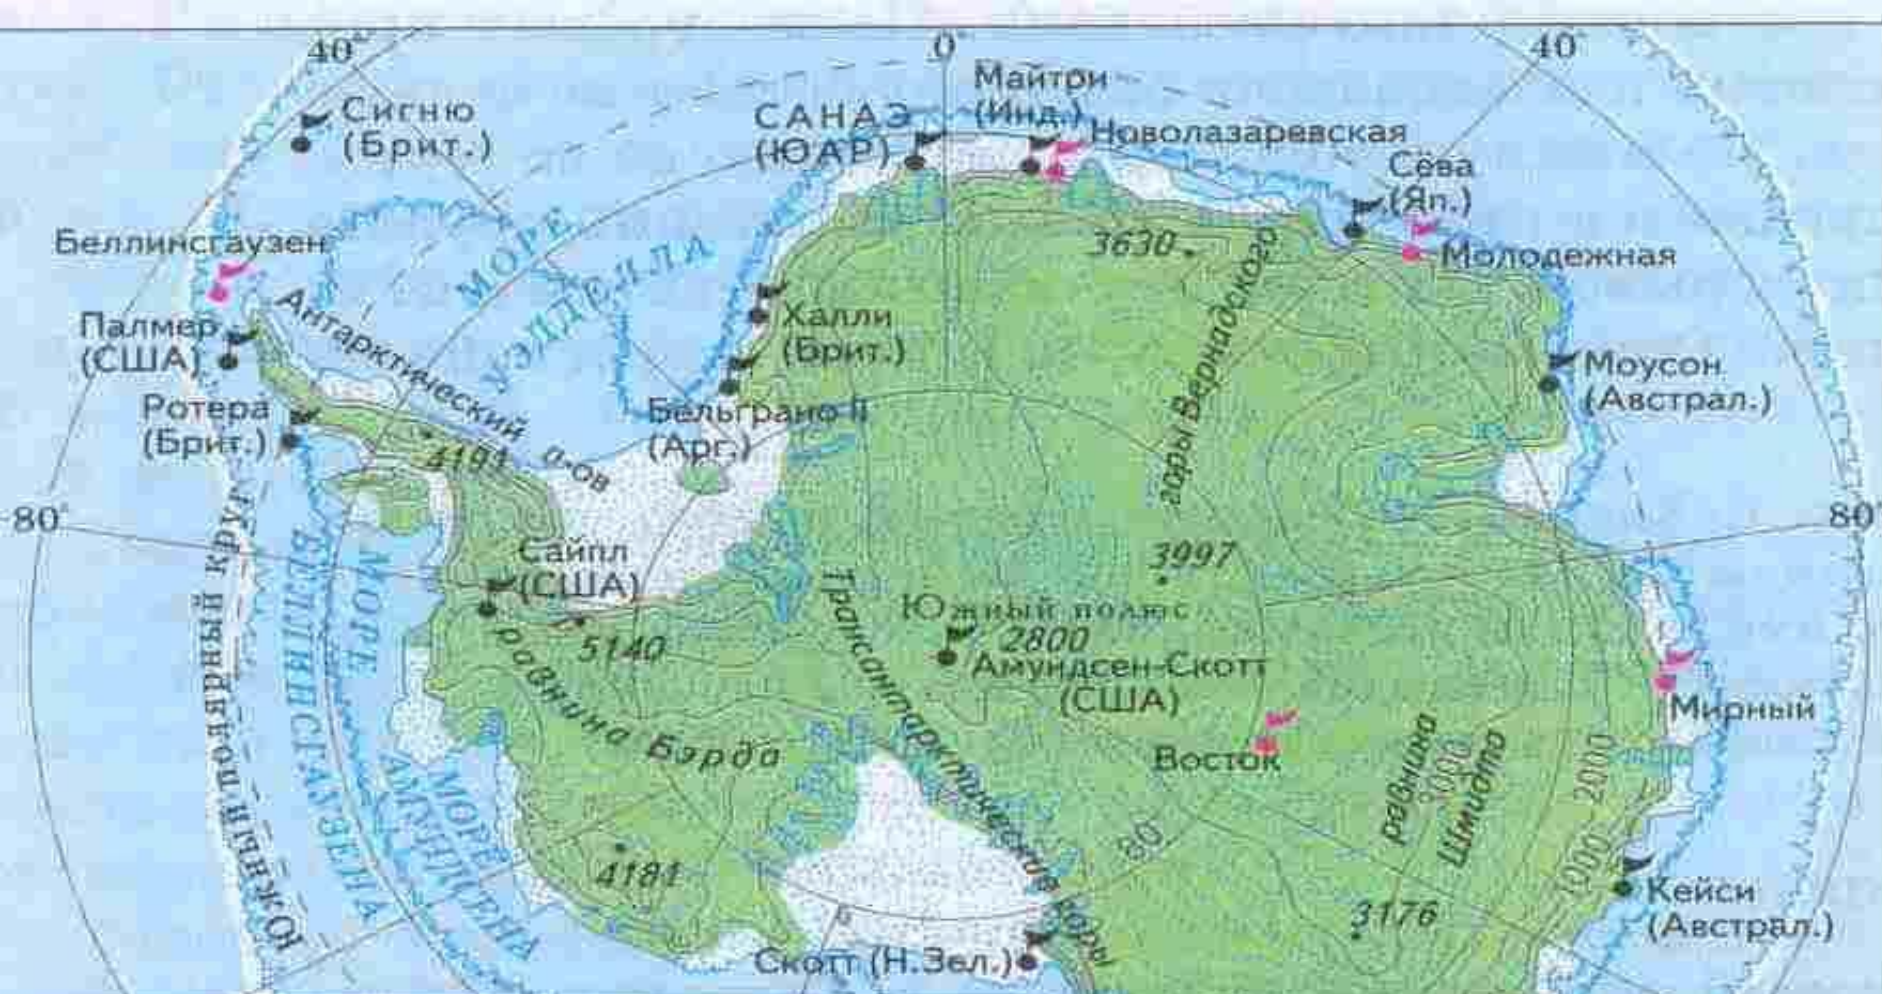 40°
0°
40°
Майтри
(Инд.)
Сигню
(Брит.)
САНАЭ
(ЮАР)
Новолазаревская
Сёва
(Яп.)
Беллинсгаузен
МОРЕ
УЭДДЕЛЛА
3630
Молодежная
Антарктический п-ов
Палмер
(США)
Халли
(Брит.)
горы Вернадского
Моусон
(Австрал.)
Ротера
(Брит.)
Бельграно II
(Арг.)
4191
80°
80°
Южный полярный круг
МОРЕ
БЕЛЛИНСГАУЗЕНА
Сайпл
(США)
3997
Южный полюс
2800
Амундсен-Скотт
(США)
5140
равнина Бэрда
Трансантарктические горы
Мирный
Восток
равнина
Шмидта
3000
2000
1000
МОРЕ
АМУНДСЕНА
80
4181
3176
Кейси
(Австрал.)
Скотт (Н.Зел.)